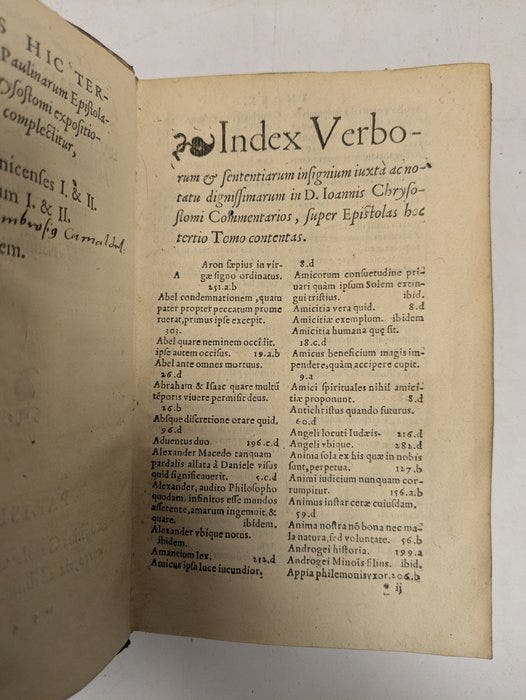 S HIC TER-
Paulinarum Epistola-
sostomi expositio-
complectitur,
nicenses I. & II.
um I. & II.
em.
Index Verbo-
rum & sententiarum insignium iuxtà ac no-
tatu dignissimarum in D. Ioannis Chryso-
stomi Commentarios, super Epistolas hoc
tertio Tomo contentas.
Aron sæpius in vir-
A gæ signo ordinatus.
251.a.b
Abel condemnationem, quam
pater propter peccatum prome
ruerat, primus ipse excepit.
303.
Abel quare neminem occĩdit,
ipse autem occisus. 19.a.b
Abel ante omnes mortuus.
26.d
Abraham & Isaac quare multũ
tẽporis viuere permisit deus.
26.b
Absque discretione orare quid.
96.d
Aduentus duo. 196.c.d
Alexander Macedo tanquam
pardalis allata à Daniele visus
quid significauerit. 5.c.d
Alexander, audito Philosopho
quodam, infinitos esse mundos
asserente, amarum ingemuit, &
quare. ibidem.
Alexander vbique notus.
ibidem.
Amantium lex. 212.d
Amicus ipsa luce iucundior.
8.d
Amicorum consuetudine pri-
uari quàm ipsum Solem extin-
gui tristius. ibid.
Amicitia vera quid. 8.d
Amicitiæ exemplum. ibidem
Amicitia humana quę sit.
18.c.d
Amicus beneficium magis im-
pendere, quàm accipere cupit.
9.a
Amici spirituales nihil amici-
tiæ proponunt. 8.d
Antichristus quando futurus.
60.d
Angeli locuti Iudæis. 216.d
Angeli vbique. 282.d
Anima sola ex his quæ in nobis
sunt, perpetua. 127.b
Animi iudicium nunquam cor-
rumpitur. 156.a.b
Animus instar ceræ cuiusdam.
59.d
Anima nostra nõ bona nec ma-
la natura, sed voluntate. 56.b
Androgei historia. 199.a
Androgei Minois filius. ibid.
Appia philemonis vxor. 206.b
ij